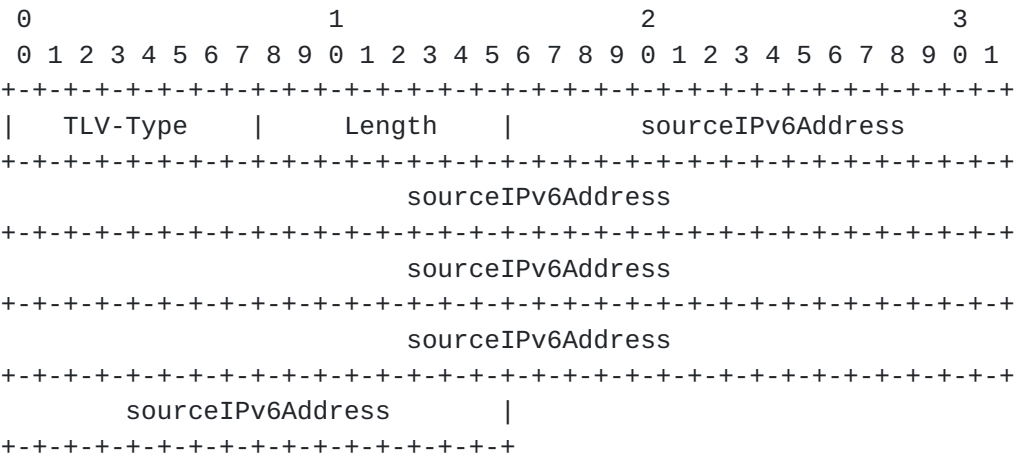 0                   1                   2                   3
 0 1 2 3 4 5 6 7 8 9 0 1 2 3 4 5 6 7 8 9 0 1 2 3 4 5 6 7 8 9 0 1
+-+-+-+-+-+-+-+-+-+-+-+-+-+-+-+-+-+-+-+-+-+-+-+-+-+-+-+-+-+-+-+-+
|   TLV-Type    |     Length    |        sourceIPv6Address
+-+-+-+-+-+-+-+-+-+-+-+-+-+-+-+-+-+-+-+-+-+-+-+-+-+-+-+-+-+-+-+-+
                          sourceIPv6Address
+-+-+-+-+-+-+-+-+-+-+-+-+-+-+-+-+-+-+-+-+-+-+-+-+-+-+-+-+-+-+-+-+
                          sourceIPv6Address
+-+-+-+-+-+-+-+-+-+-+-+-+-+-+-+-+-+-+-+-+-+-+-+-+-+-+-+-+-+-+-+-+
                          sourceIPv6Address
+-+-+-+-+-+-+-+-+-+-+-+-+-+-+-+-+-+-+-+-+-+-+-+-+-+-+-+-+-+-+-+-+
        sourceIPv6Address       |
+-+-+-+-+-+-+-+-+-+-+-+-+-+-+-+-+